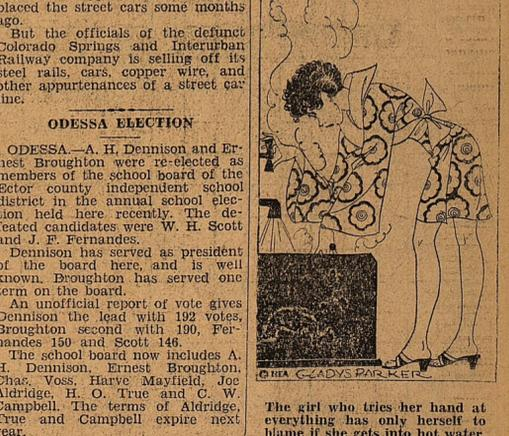 placed the street cars some months
ago.
But the officials of the defunct
Colorado Springs and Interurban
Railway company is selling off its
steel rails, cars, copper wire, and
other appurtenances of a street car
line.
ODESSA ELECTION
ODESSA.—A. H. Dennison and Er-
nest Broughton were re-elected as
members of the school board of the
Ector county independent school
district in the annual school elec-
tion held here recently. The de-
feated candidates were W. H. Scott
and J. F. Fernandes.
Dennison has served as president
of the board here, and is well
known. Broughton has served one
term on the board.
An unofficial report of vote gives
Dennison the lead with 192 votes,
Broughton second with 190, Fer-
nandes 150 and Scott 146.
The school board now includes A.
H. Dennison, Ernest Broughton,
Chas. Voss, Harve Mayfield, Joe
Aldridge, H. O. True and C. W.
Campbell. The terms of Aldridge,
True and Campbell expire next
year.
© NEA GLADYS PARKER
The girl who tries her hand at
everything has only herself to
blame if she gets into hot water.